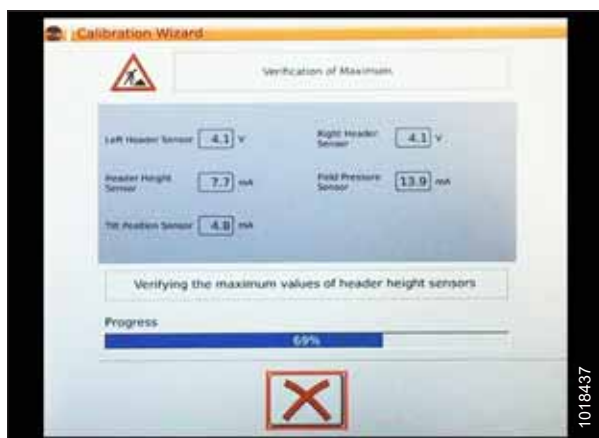 Calibration Wizard
Verification of Maximum
Left Header Sensor 4.1 V
Right Header Sensor 4.1 V
Header Height Sensor 7.7 mA
Field Pressure Sensor 13.9 mA
Tilt Position Sensor 4.8 mA
Verifying the maximum values of header height sensors
Progress
69%
1018437